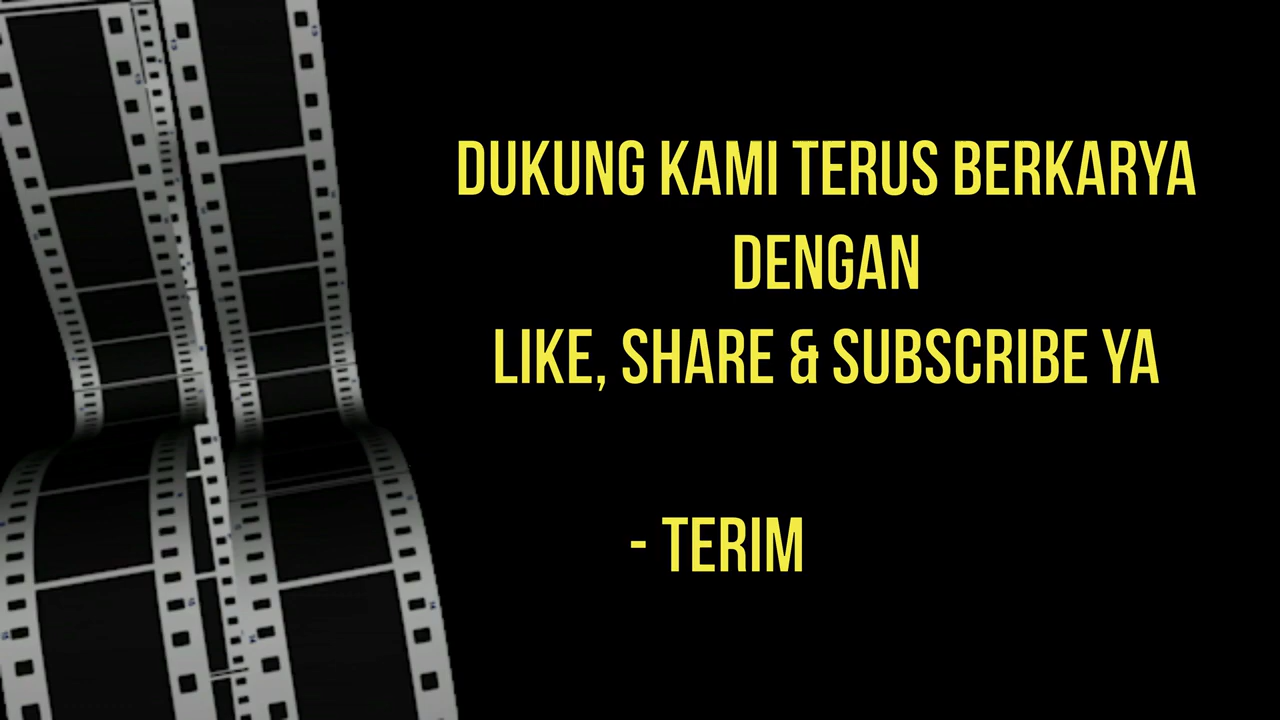 DUKUNG KAMI TERUS BERKARYA
DENGAN
LIKE, SHARE & SUBSCRIBE YA
- TERIM